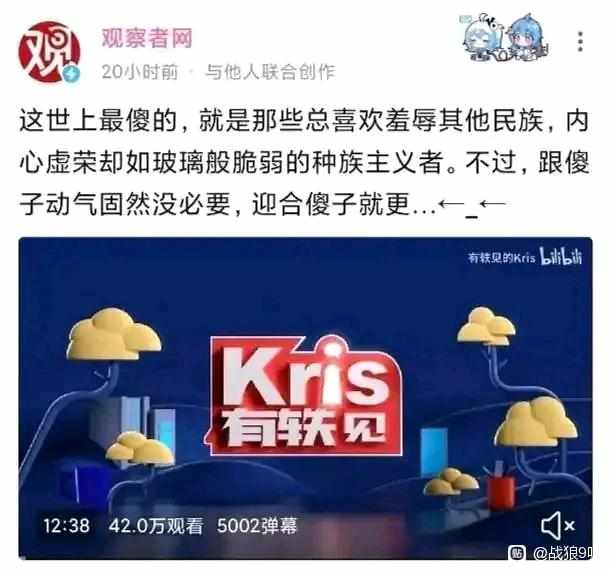 观
观察者网
20小时前 · 与他人联合创作
这世上最傻的，就是那些总喜欢羞辱其他民族，内
心虚荣却如玻璃般脆弱的种族主义者。不过，跟傻
子动气固然没必要，迎合傻子就更...←_←
有轶见的Kris bilibili
Kris
有轶见
12:38 42.0万观看 5002弹幕
贴 @战狼9吧